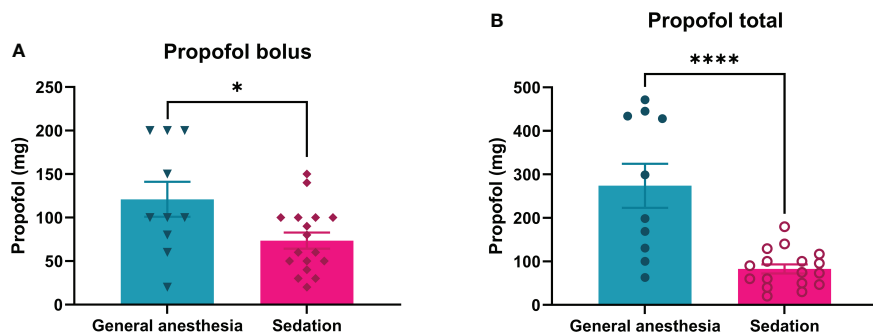 A
Propofol bolus
*
Propofol (mg)
250
200
150
100
50
0
General anesthesia
Sedation
B
Propofol total
****
Propofol (mg)
500
400
300
200
100
0
General anesthesia
Sedation